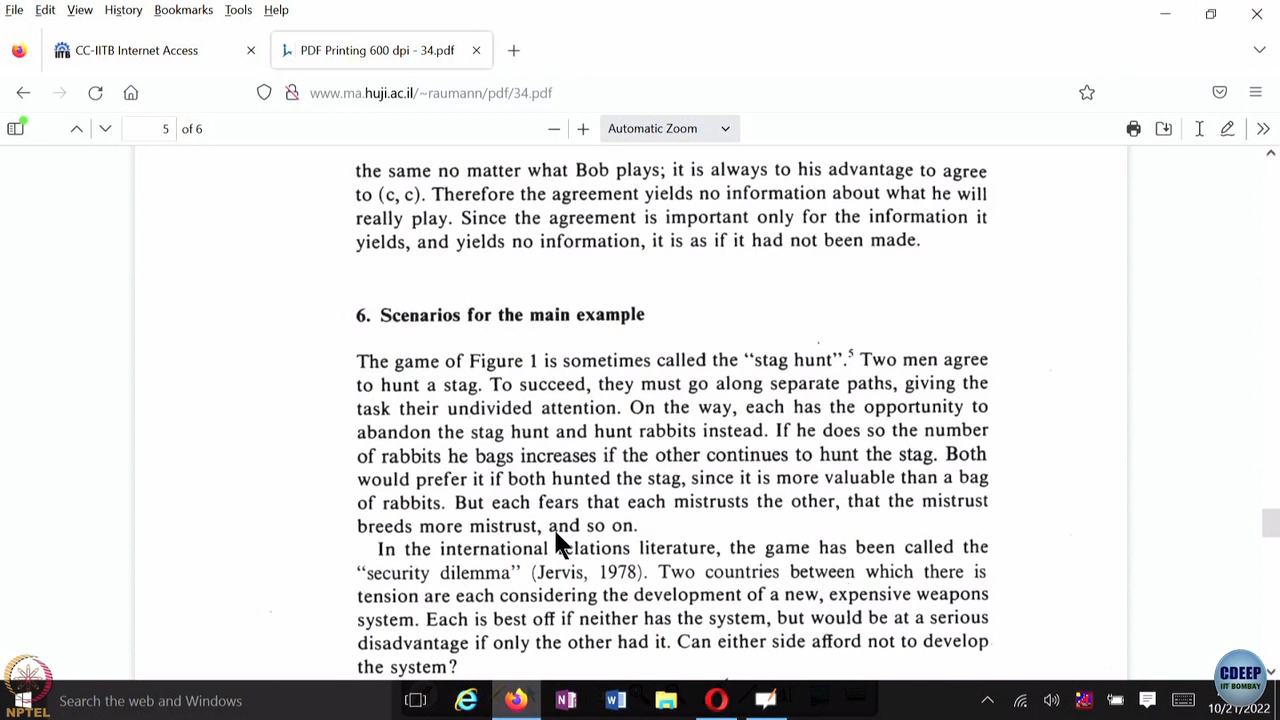 File Edit View History Bookmarks Tools Help
CC-IITB Internet Access
PDF Printing 600 dpi - 34.pdf
www.ma.huji.ac.il/~raumann/pdf/34.pdf
5 of 6
Automatic Zoom
the same no matter what Bob plays; it is always to his advantage to agree
to (c, c). Therefore the agreement yields no information about what he will
really play. Since the agreement is important only for the information it
yields, and yields no information, it is as if it had not been made.
6. Scenarios for the main example
The game of Figure 1 is sometimes called the “stag hunt”.5 Two men agree
to hunt a stag. To succeed, they must go along separate paths, giving the
task their undivided attention. On the way, each has the opportunity to
abandon the stag hunt and hunt rabbits instead. If he does so the number
of rabbits he bags increases if the other continues to hunt the stag. Both
would prefer it if both hunted the stag, since it is more valuable than a bag
of rabbits. But each fears that each mistrusts the other, that the mistrust
breeds more mistrust, and so on.
In the international relations literature, the game has been called the
“security dilemma” (Jervis, 1978). Two countries between which there is
tension are each considering the development of a new, expensive weapons
system. Each is best off if neither has the system, but would be at a serious
disadvantage if only the other had it. Can either side afford not to develop
the system?
NPTEL
Search the web and Windows
CDEEP
IIT BOMBAY
10/21/2022